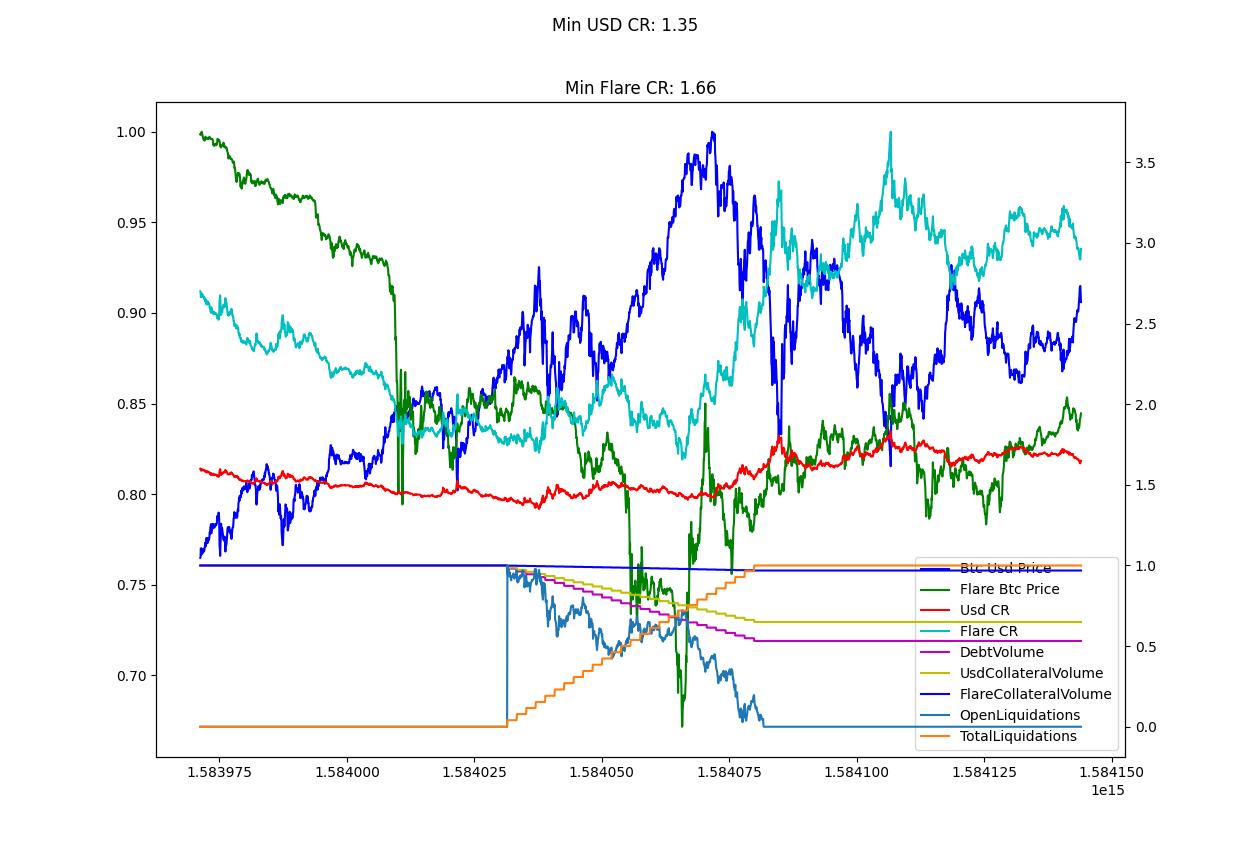 Min USD CR: 1.35
Min Flare CR: 1.66
1.00
0.95
0.90
0.85
0.80
0.75
0.70
3.5
3.0
2.5
2.0
1.5
1.0
0.5
0.0
Btc Usd Price
Flare Btc Price
Usd CR
Flare CR
DebtVolume
UsdCollateralVolume
FlareCollateralVolume
OpenLiquidations
TotalLiquidations
1.583975 1.584000 1.584025 1.584050 1.584075 1.584100 1.584125 1.584150
1e15